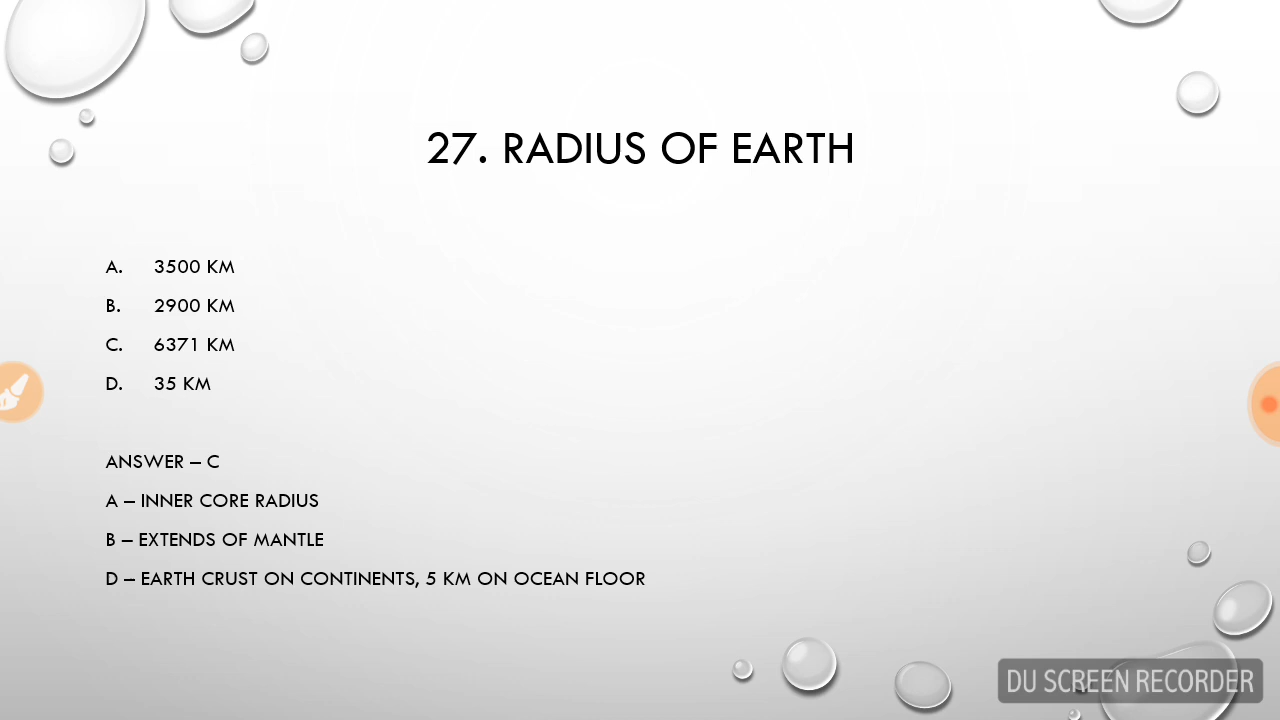 27. RADIUS OF EARTH
A. 3500 KM
B. 2900 KM
C. 6371 KM
D. 35 KM
ANSWER – C
A – INNER CORE RADIUS
B – EXTENDS OF MANTLE
D – EARTH CRUST ON CONTINENTS, 5 KM ON OCEAN FLOOR
DU SCREEN RECORDER